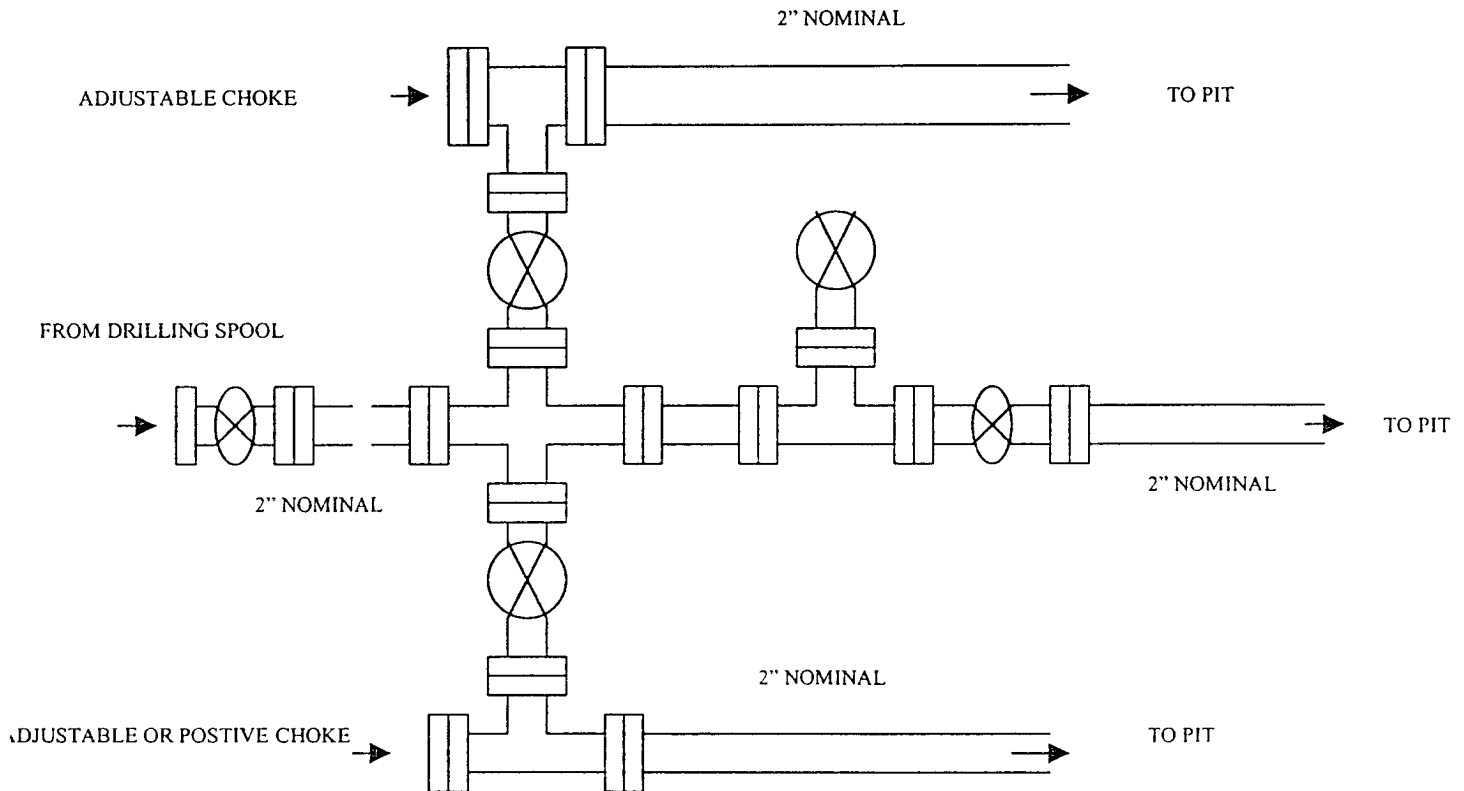 2” NOMINAL
ADJUSTABLE CHOKE
TO PIT
FROM DRILLING SPOOL
TO PIT
2” NOMINAL
2” NOMINAL
2” NOMINAL
ADJUSTABLE OR POSTIVE CHOKE
TO PIT